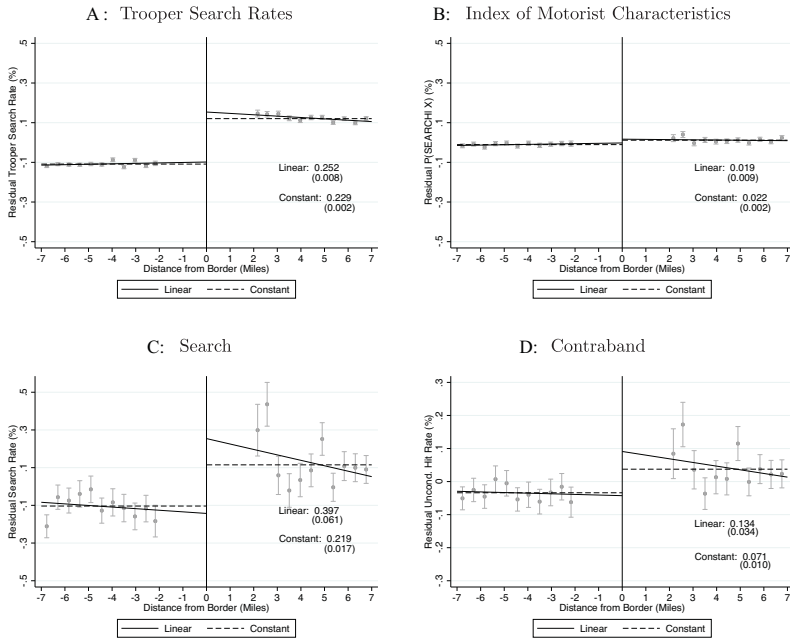 A: Trooper Search Rates
Residual Trooper Search Rate (%)
.5
.3
.1
-.1
-.3
-.5
Linear: 0.252
(0.008)
Constant: 0.229
(0.002)
-7 -6 -5 -4 -3 -2 -1 0 1 2 3 4 5 6 7
Distance from Border (Miles)
Linear Constant
B: Index of Motorist Characteristics
Residual P(SEARCH| X) (%)
.5
.3
.1
-.1
-.3
-.5
Linear: 0.019
(0.009)
Constant: 0.022
(0.002)
-7 -6 -5 -4 -3 -2 -1 0 1 2 3 4 5 6 7
Distance from Border (Miles)
Linear Constant
C: Search
Residual Search Rate (%)
.5
.3
.1
-.1
-.3
-.5
Linear: 0.397
(0.061)
Constant: 0.219
(0.017)
-7 -6 -5 -4 -3 -2 -1 0 1 2 3 4 5 6 7
Distance from Border (Miles)
Linear Constant
D: Contraband
Residual Uncond. Hit Rate (%)
.3
.2
.1
0
-.1
-.2
-.3
Linear: 0.134
(0.034)
Constant: 0.071
(0.010)
-7 -6 -5 -4 -3 -2 -1 0 1 2 3 4 5 6 7
Distance from Border (Miles)
Linear Constant